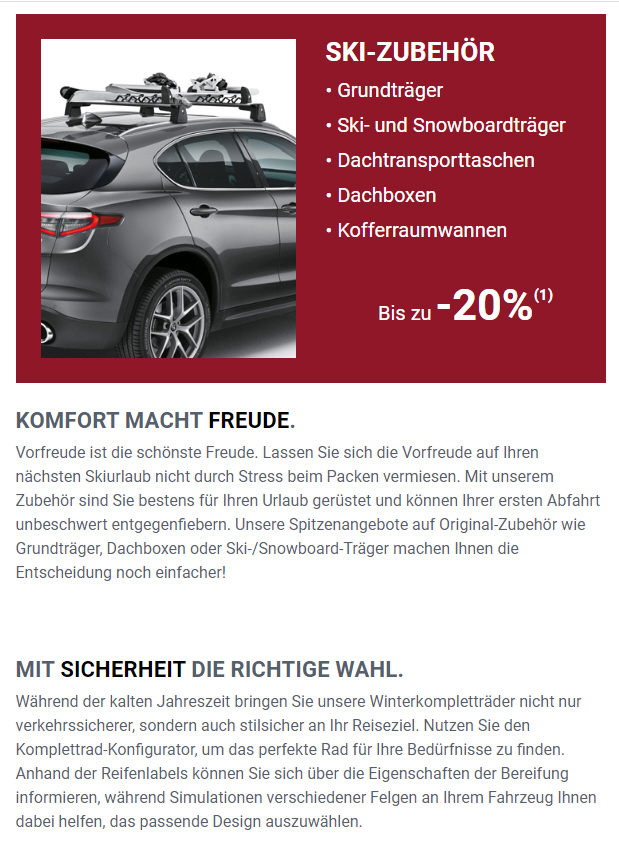 SKI-ZUBEHÖR
• Grundträger
• Ski- und Snowboardträger
• Dachtransporttaschen
• Dachboxen
• Kofferraumwannen
Bis zu -20%(1)
KOMFORT MACHT FREUDE.
Vorfreude ist die schönste Freude. Lassen Sie sich die Vorfreude auf Ihren
nächsten Skiurlaub nicht durch Stress beim Packen vermiesen. Mit unserem
Zubehör sind Sie bestens für Ihren Urlaub gerüstet und können Ihrer ersten Abfahrt
unbeschwert entgegenfiebern. Unsere Spitzenangebote auf Original-Zubehör wie
Grundträger, Dachboxen oder Ski-/Snowboard-Träger machen Ihnen die
Entscheidung noch einfacher!
MIT SICHERHEIT DIE RICHTIGE WAHL.
Während der kalten Jahreszeit bringen Sie unsere Winterkompletträder nicht nur
verkehrssicherer, sondern auch stilsicher an Ihr Reiseziel. Nutzen Sie den
Komplettrad-Konfigurator, um das perfekte Rad für Ihre Bedürfnisse zu finden.
Anhand der Reifenlabels können Sie sich über die Eigenschaften der Bereifung
informieren, während Simulationen verschiedener Felgen an Ihrem Fahrzeug Ihnen
dabei helfen, das passende Design auszuwählen.